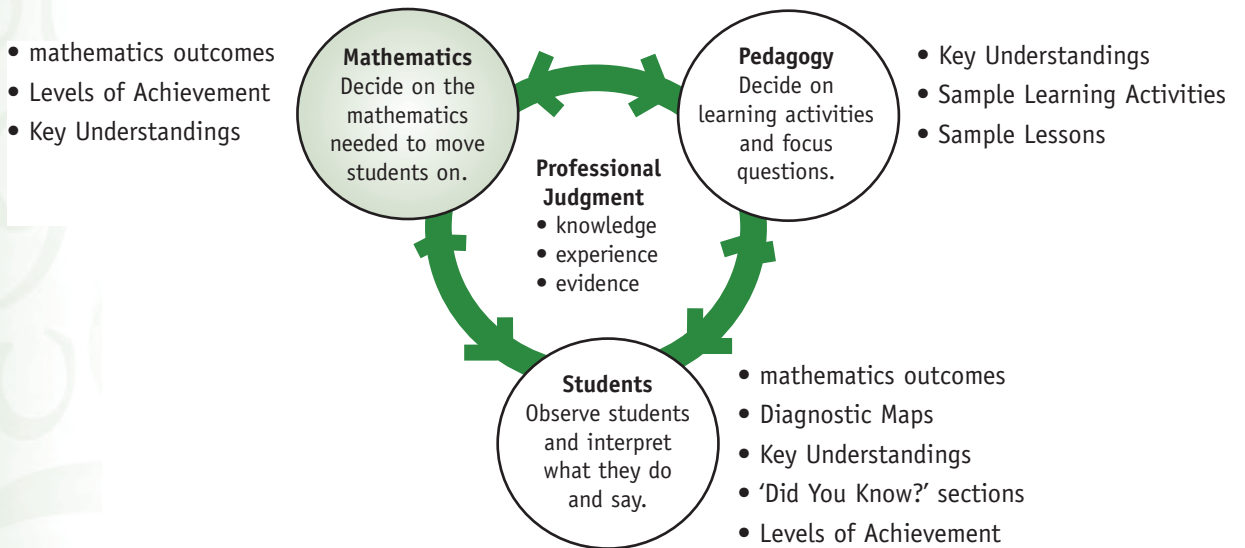 • mathematics outcomes
• Levels of Achievement
• Key Understandings
Mathematics
Decide on the
mathematics
needed to move
students on.
Pedagogy
Decide on
learning activities
and focus
questions.
• Key Understandings
• Sample Learning Activities
• Sample Lessons
Professional
Judgment
• knowledge
• experience
• evidence
Students
Observe students
and interpret
what they do
and say.
• mathematics outcomes
• Diagnostic Maps
• Key Understandings
• ‘Did You Know?’ sections
• Levels of Achievement